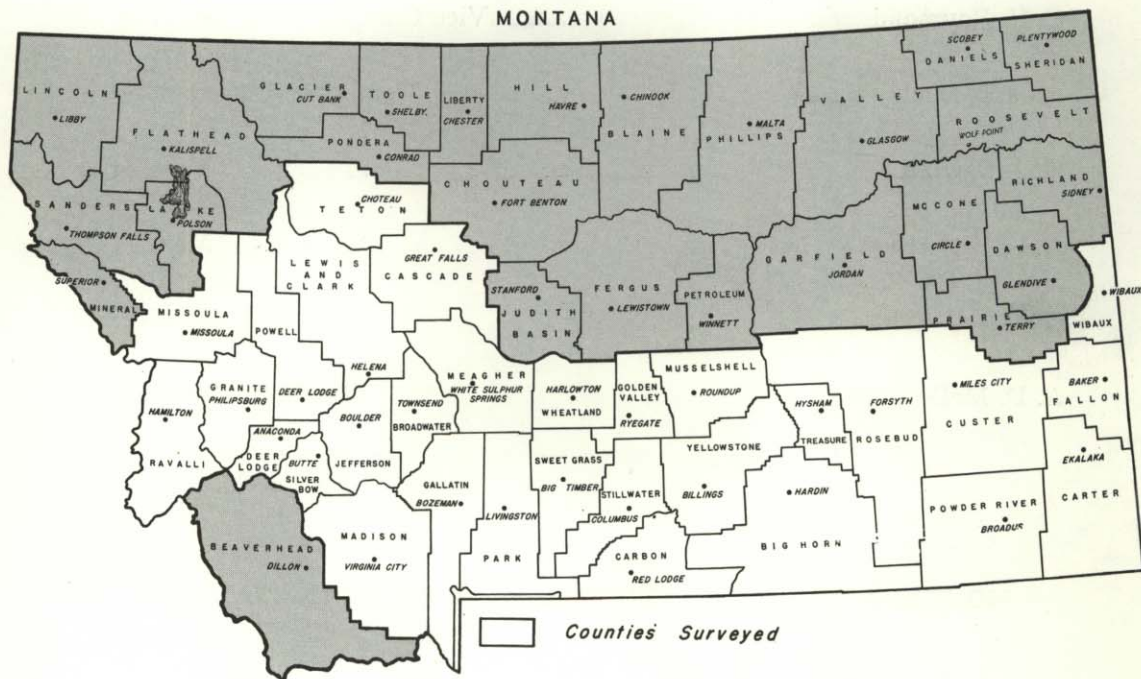 MONTANA
LINCOLN
LIBBY
FLATHEAD
KALISPELL
GLACIER
CUT BANK
TOOLE
SHELBY
LIBERTY
CHESTER
HILL
HAVRE
CHINOOK
BLAINE
MALTA
PHILLIPS
VALLEY
GLASGOW
SCOBEY
DANIELS
PLENTYWOOD
SHERIDAN
ROOSEVELT
WOLF POINT
PONDERA
CONRAD
CHOUTEAU
FORT BENTON
SANDERS
THOMPSON FALLS
LAKE
POLSON
CHOTEAU
TETON
RICHLAND
SIDNEY
MCCONE
CIRCLE
DAWSON
GLENDIVE
GARFIELD
JORDAN
SUPERIOR
MINERAL
LEWIS
AND
CLARK
GREAT FALLS
CASCADE
STANFORD
JUDITH
BASIN
FERGUS
LEWISTOWN
PETROLEUM
WINNETT
PRAIRIE
TERRY
WIBAUX
WIBAUX
MISSOULA
MISSOULA
POWELL
HELENA
MEAGHER
WHITE SULPHUR
SPRINGS
HARLOWTON
WHEATLAND
GOLDEN
VALLEY
RYEGATE
MUSSELSHELL
ROUNDUP
GRANITE
PHILIPSBURG
DEER LODGE
BOULDER
TOWNSEND
BROADWATER
HYSHAM
TREASURE
FORSYTH
ROSEBUD
MILES CITY
CUSTER
BAKER
FALLON
HAMILTON
RAVALLI
ANACONDA
DEER
LODGE
BUTTE
SILVER
BOW
JEFFERSON
GALLATIN
BOZEMAN
LIVINGSTON
PARK
SWEET GRASS
BIG TIMBER
STILLWATER
COLUMBUS
YELLOWSTONE
BILLINGS
HARDIN
BIG HORN
POWDER RIVER
BROADUS
EKALAKA
CARTER
BEAVERHEAD
DILLON
MADISON
VIRGINIA CITY
CARBON
RED LODGE
Counties Surveyed